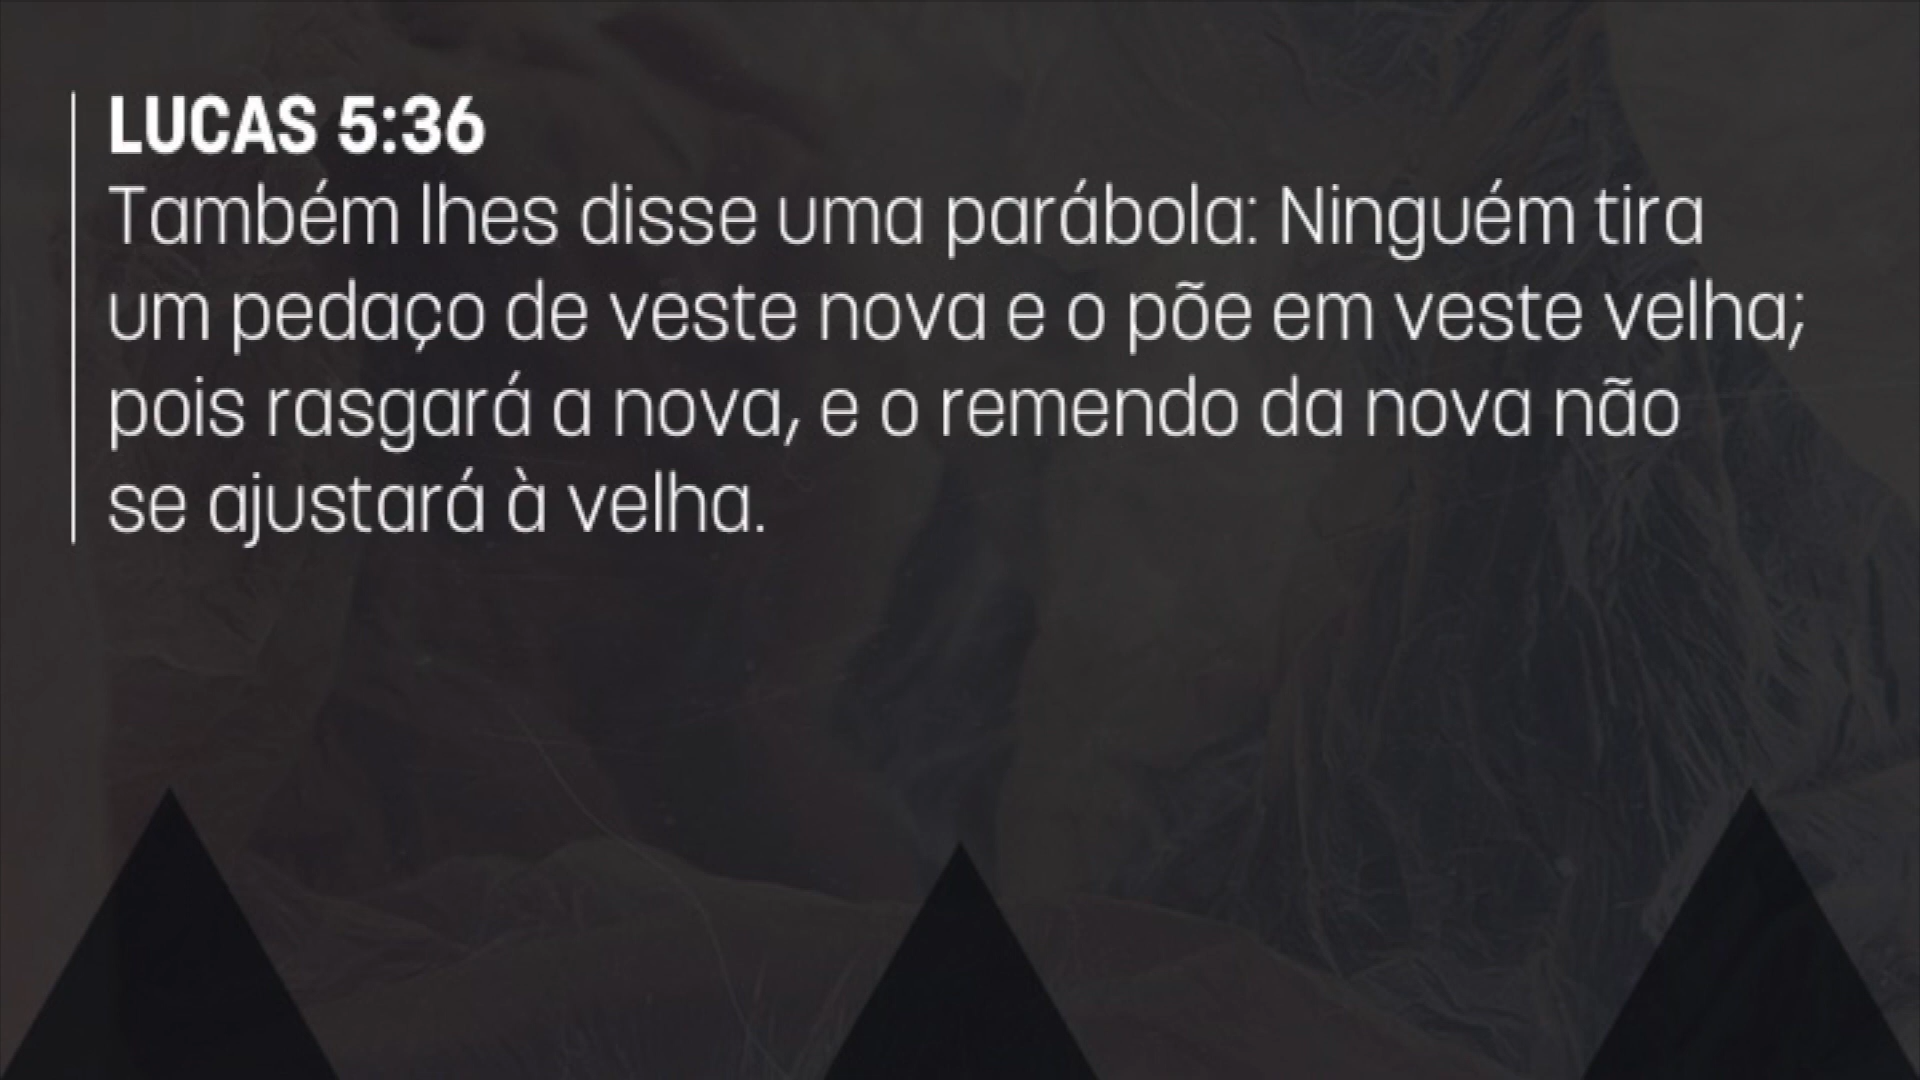 LUCAS 5:36
Também lhes disse uma parábola: Ninguém tira
um pedaço de veste nova e o põe em veste velha;
pois rasgará a nova, e o remendo da nova não
se ajustará à velha.